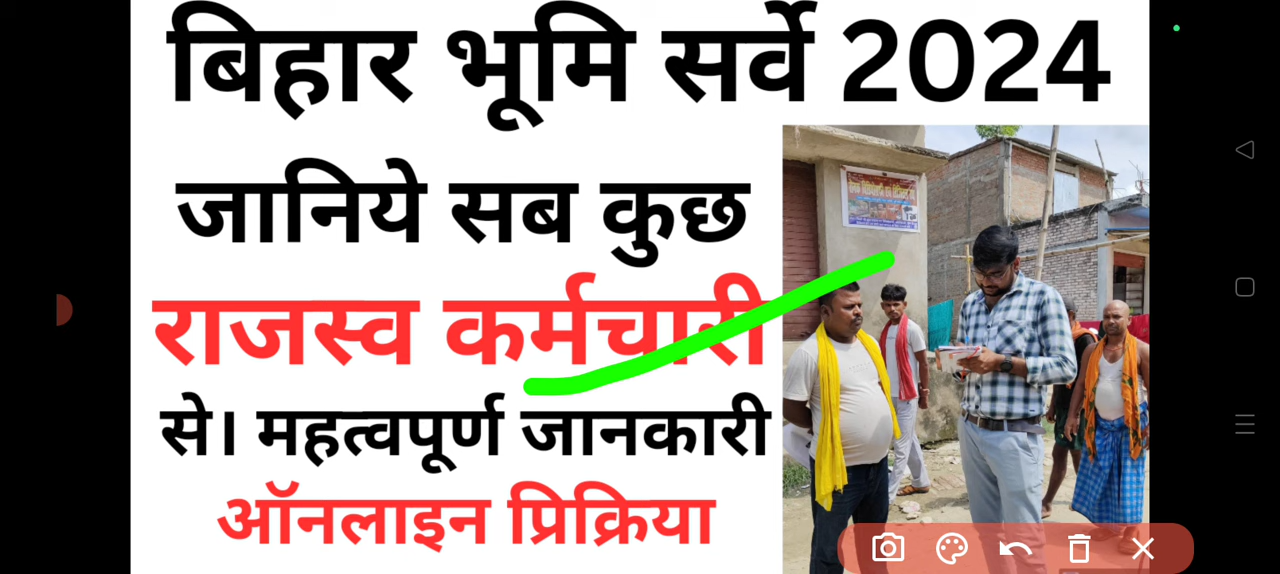 बिहार भूमि सर्वे 2024
जानिये सब कुछ
राजस्व कर्मचारी
से। महत्वपूर्ण जानकारी
ऑनलाइन प्रिक्रिया